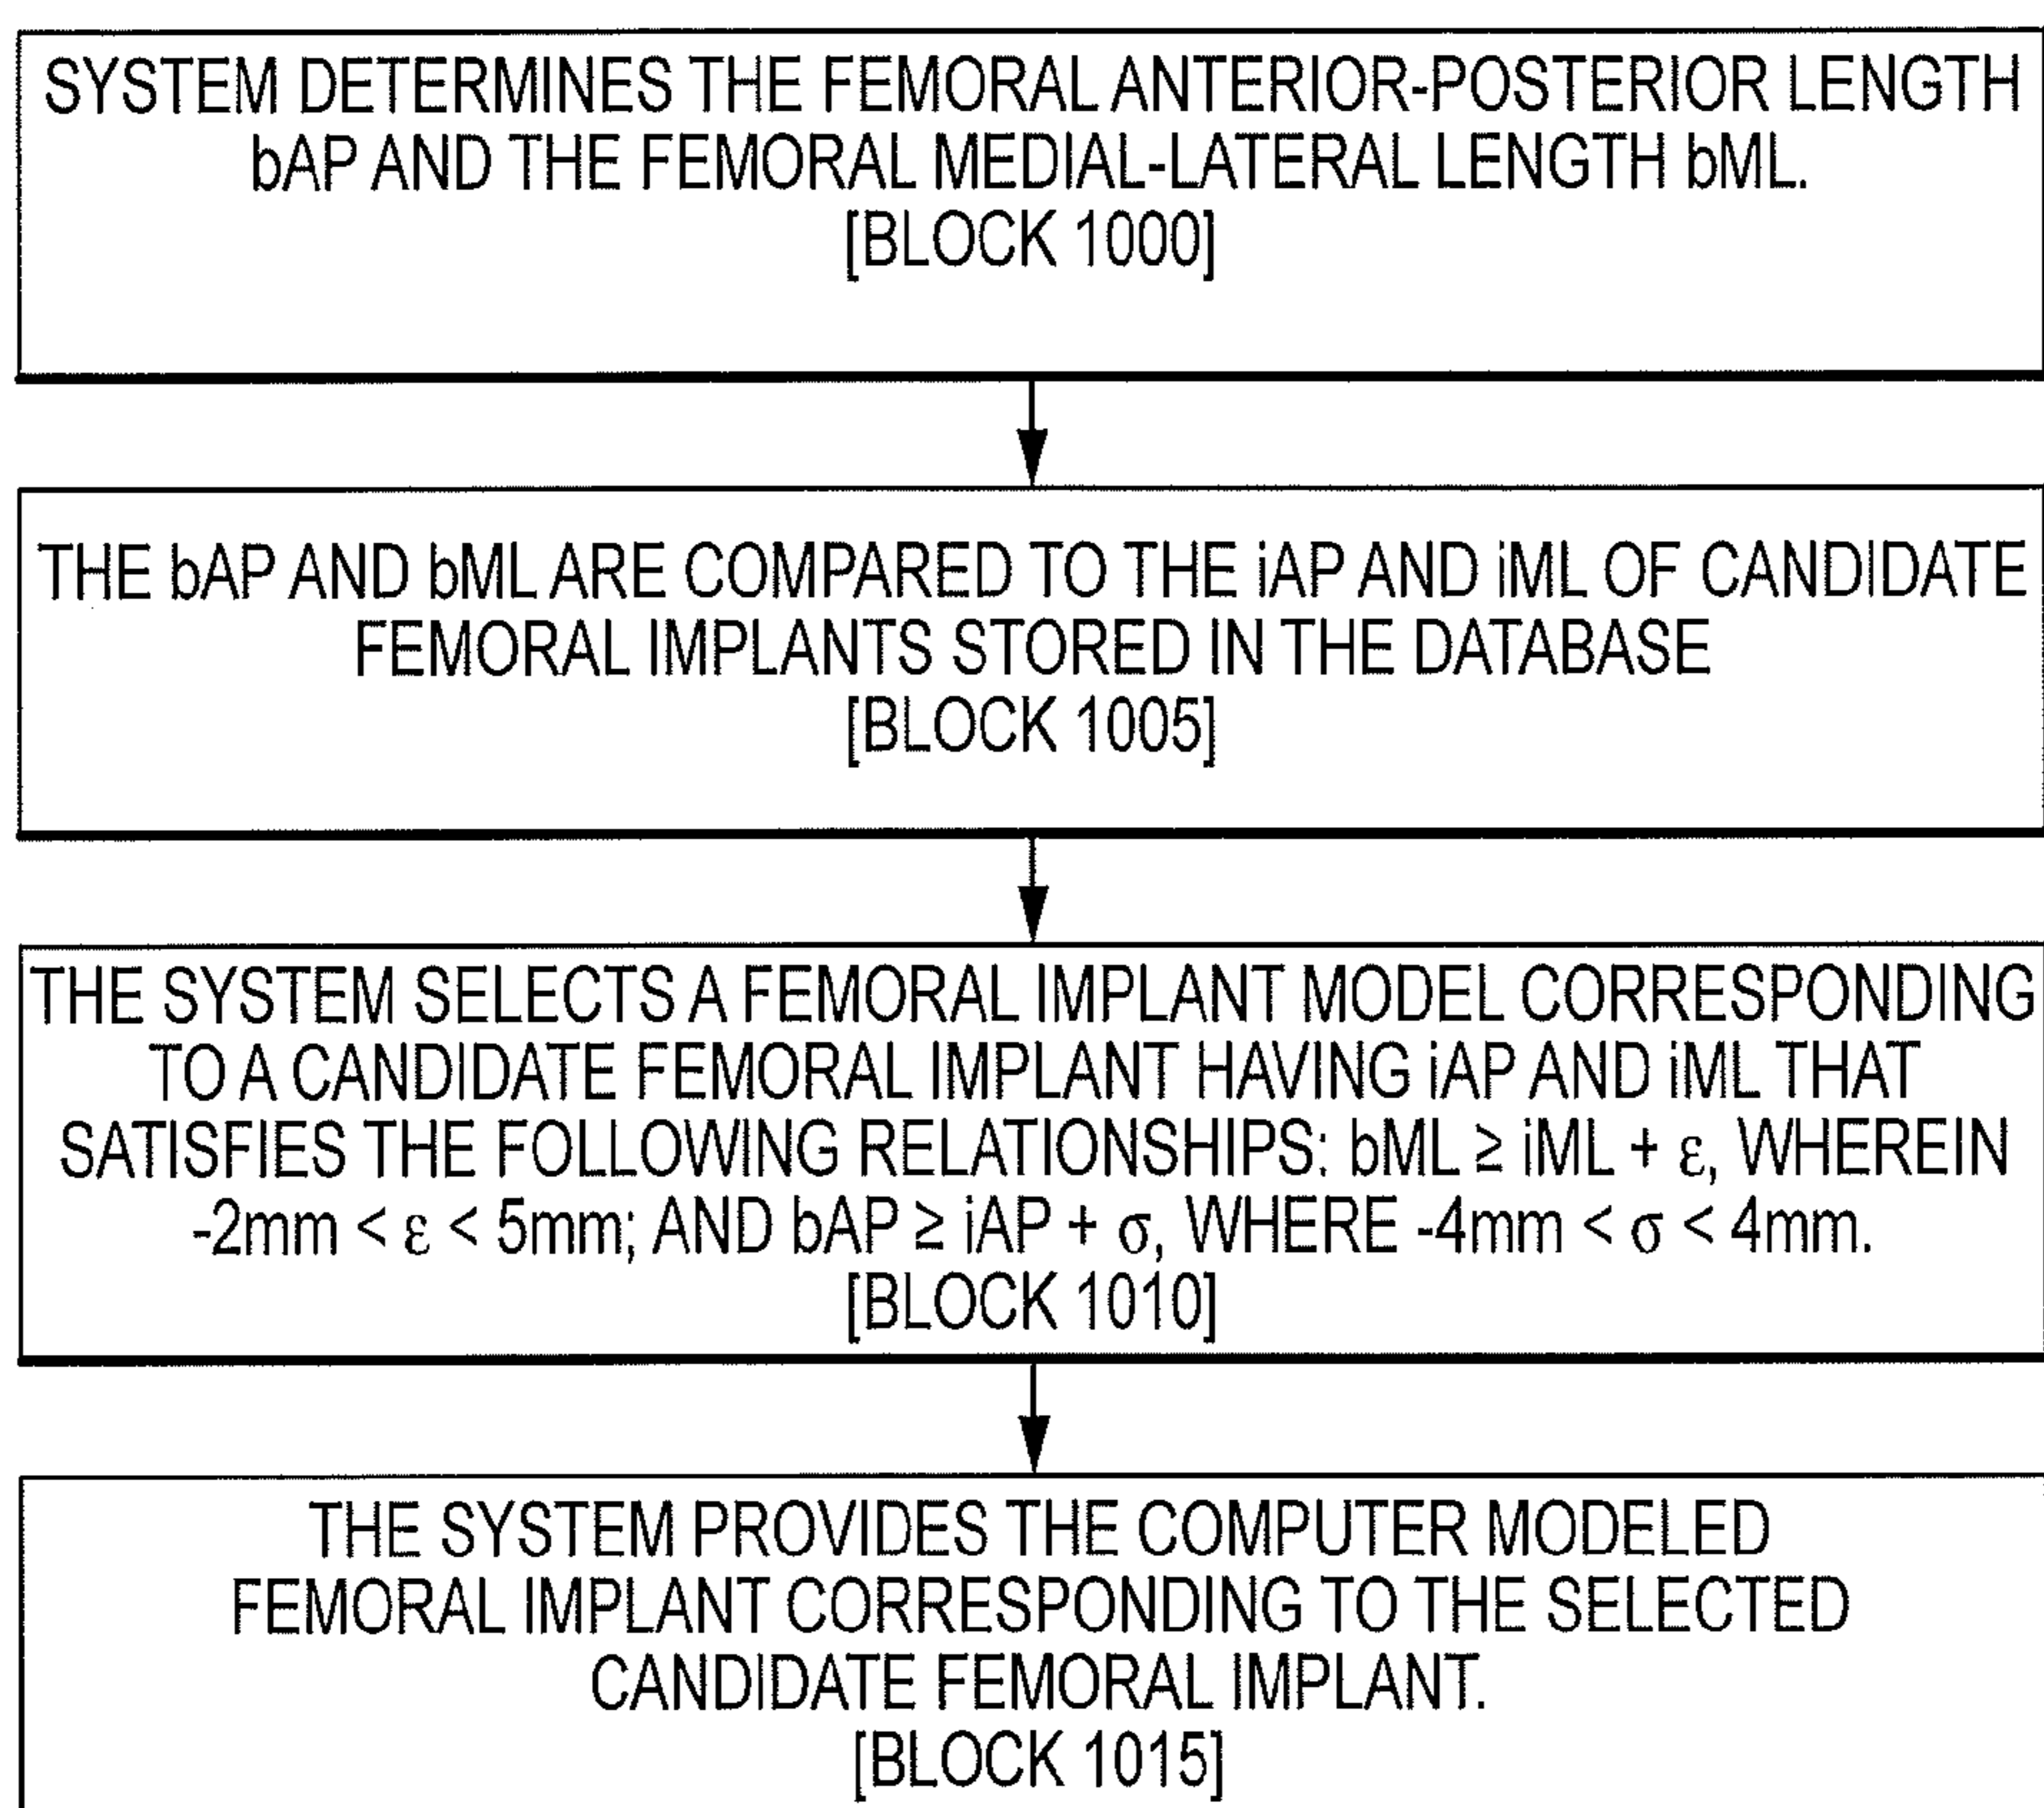 SYSTEM DETERMINES THE FEMORAL ANTERIOR-POSTERIOR LENGTH
bAP AND THE FEMORAL MEDIAL-LATERAL LENGTH bML.
[BLOCK 1000]
THE bAP AND bML ARE COMPARED TO THE iAP AND iML OF CANDIDATE
FEMORAL IMPLANTS STORED IN THE DATABASE
[BLOCK 1005]
THE SYSTEM SELECTS A FEMORAL IMPLANT MODEL CORRESPONDING
TO A CANDIDATE FEMORAL IMPLANT HAVING iAP AND iML THAT
SATISFIES THE FOLLOWING RELATIONSHIPS: bML ≥ iML + ε, WHEREIN
-2mm < ε < 5mm; AND bAP ≥ iAP + σ, WHERE -4mm < σ < 4mm.
[BLOCK 1010]
THE SYSTEM PROVIDES THE COMPUTER MODELED
FEMORAL IMPLANT CORRESPONDING TO THE SELECTED
CANDIDATE FEMORAL IMPLANT.
[BLOCK 1015]